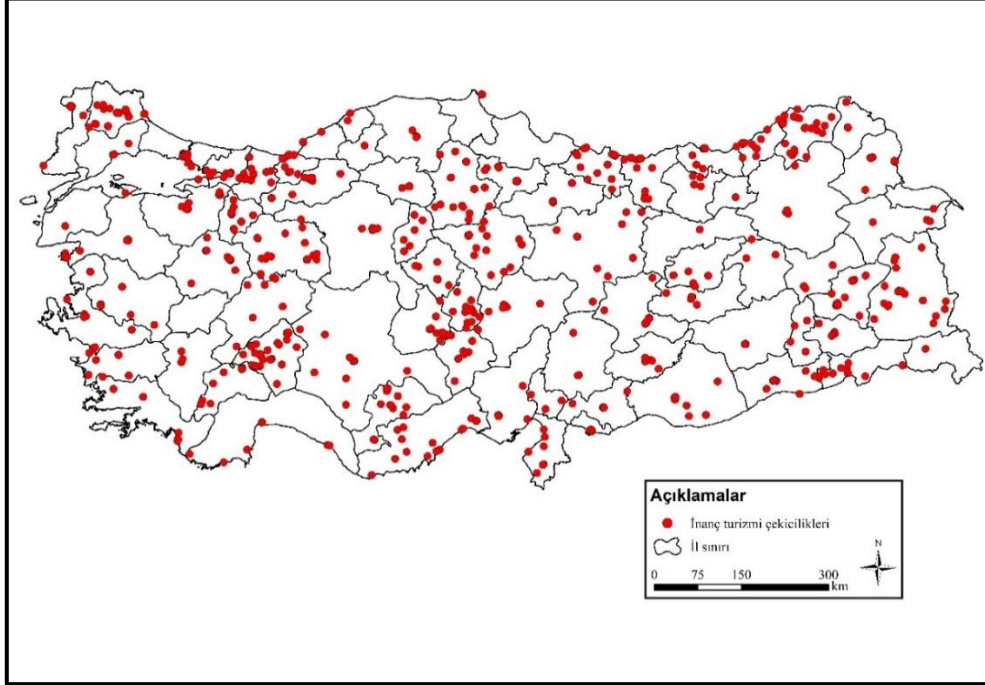 Açıklamalar
İnanç turizmi çekicilikleri
İl sınırı
N
0 75 150 300
km